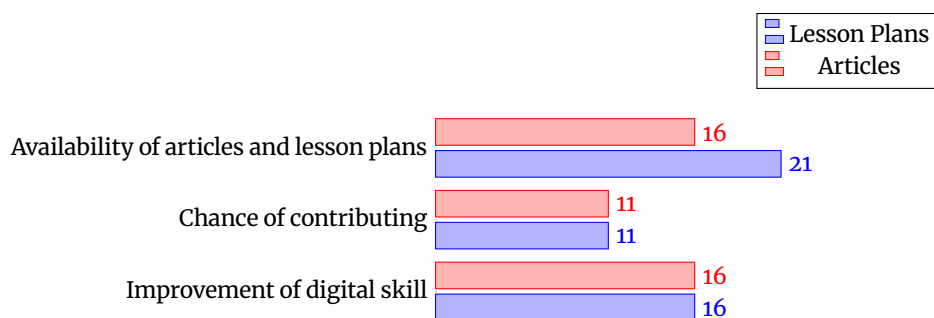 Lesson Plans
Articles
Availability of articles and lesson plans
16
21
Chance of contributing
11
11
Improvement of digital skill
16
16